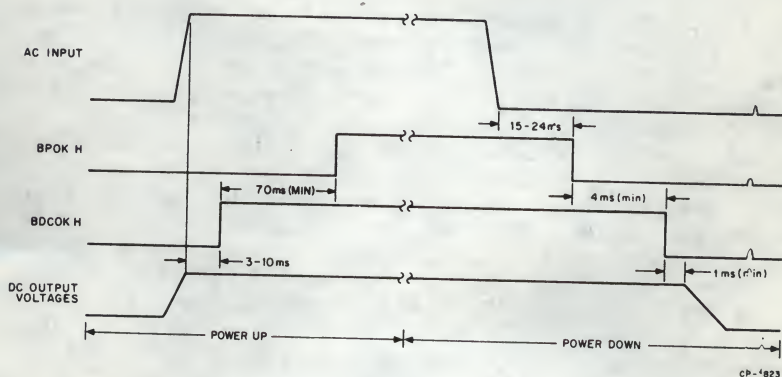 AC INPUT
15-24ms
BPOK H
70ms (MIN)
4ms (min)
BDCOK H
3-10ms
1ms (min)
DC OUTPUT
VOLTAGES
POWER UP
POWER DOWN